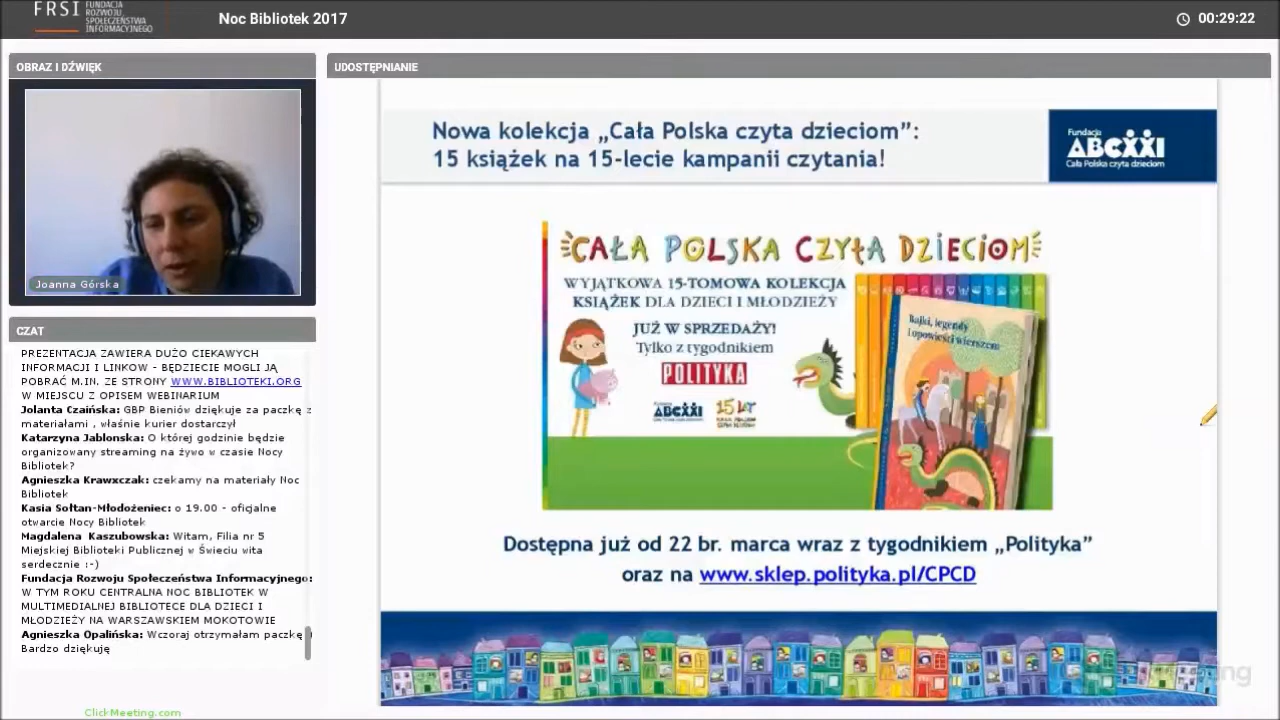 FRSI
FUNDACJA
ROZWOJU
SPOŁECZEŃSTWA
INFORMACYJNEGO
Noc Bibliotek 2017
00:29:22
OBRAZ I DŹWIĘK
Joanna Górska
CZAT
PREZENTACJA ZAWIERA DUŻO CIEKAWYCH
INFORMACJI I LINKOW - BĘDZIECIE MOGLI JĄ
POBRAĆ M.IN. ZE STRONY WWW.BIBLIOTEKI.ORG
W MIEJSCU Z OPISEM WEBINARIUM
Jolanta Czaińska: GBP Bieniów dziękuje za paczkę z
materiałami , właśnie kurier dostarczył
Katarzyna Jablonska: O której godzinie będzie
organizowany streaming na żywo w czasie Nocy
Bibliotek?
Agnieszka Krawxczak: czekamy na materiały Noc
Bibliotek
Kasia Sołtan-Młodożeniec: o 19.00 - oficjalne
otwarcie Nocy Bibliotek
Magdalena Kaszubowska: Witam, Filia nr 5
Miejskiej Biblioteki Publicznej w Świeciu wita
serdecznie :-)
Fundacja Rozwoju Społeczeństwa Informacyjnego:
W TYM ROKU CENTRALNA NOC BIBLIOTEK W
MULTIMEDIALNEJ BIBLIOTECE DLA DZIECI I
MŁODZIEŻY NA WARSZAWSKIEM MOKOTOWIE
Agnieszka Opalińska: Wczoraj otrzymałam paczkę
Bardzo dziękuję
ClickMeeting.com
UDOSTĘPNIANIE
Nowa kolekcja „Cała Polska czyta dzieciom”:
15 książek na 15-lecie kampanii czytania!
Fundacja
ABCXXI
Cała Polska czyta dzieciom
CAŁA POLSKA CZYTA DZIECIOM
WYJĄTKOWA 15-TOMOWA KOLEKCJA
KSIĄŻEK DLA DZIECI I MŁODZIEŻY
JUŻ W SPRZEDAŻY!
Tylko z tygodnikiem
POLITYKA
ABCXXI
15 LAT
Bajki, legendy
i opowieści wierszem
Dostępna już od 22 br. marca wraz z tygodnikiem „Polityka”
oraz na www.sklep.polityka.pl/CPCD